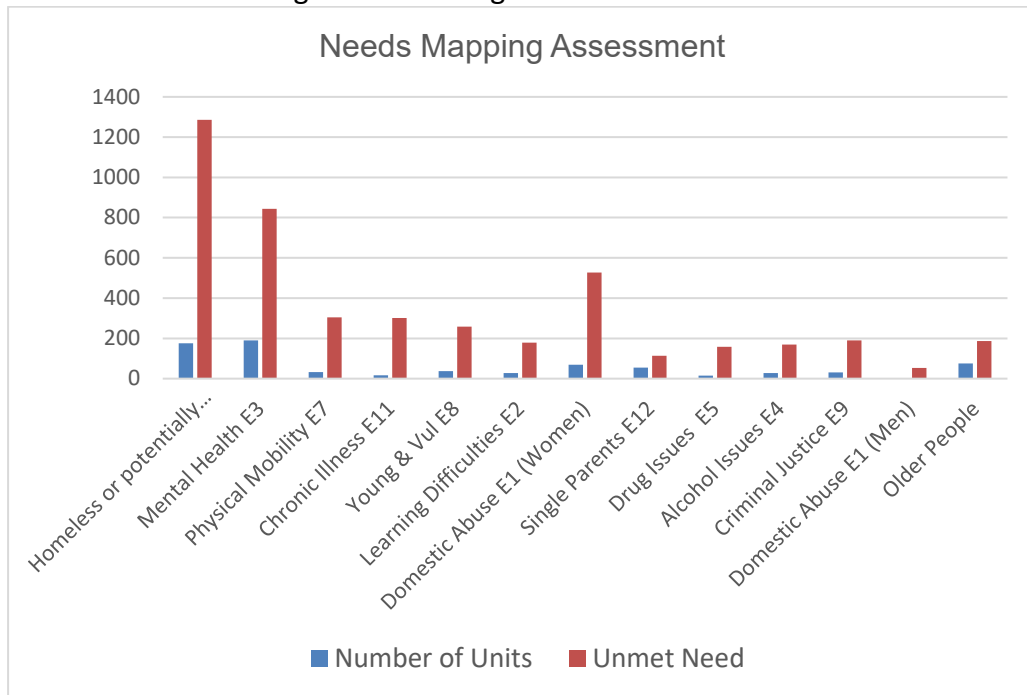 Needs Mapping Assessment
1400
1200
1000
800
600
400
200
0
Homeless or potentially...
Mental Health E3
Physical Mobility E7
Chronic Illness E11
Young & Vul E8
Learning Difficulties E2
Domestic Abuse E1 (Women)
Single Parents E12
Drug Issues  E5
Alcohol Issues E4
Criminal Justice E9
Domestic Abuse E1 (Men)
Older People
Number of Units
Unmet Need